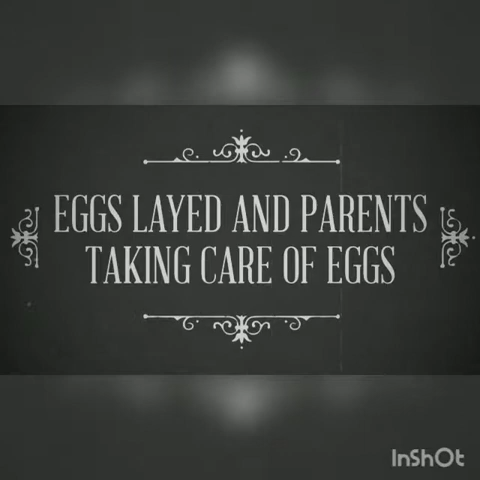 EGGS LAYED AND PARENTS
TAKING CARE OF EGGS
InShOt